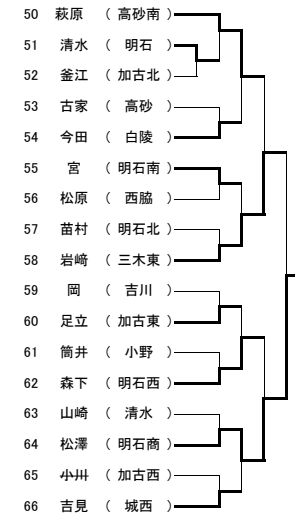 50 萩原 ( 高砂南 )
51 清水 ( 明石 )
52 釜江 ( 加古北 )
53 古家 ( 高砂 )
54 今田 ( 白陵 )
55 宮 ( 明石南 )
56 松原 ( 西脇 )
57 苗村 ( 明石北 )
58 岩﨑 ( 三木東 )
59 岡 ( 吉川 )
60 足立 ( 加古東 )
61 筒井 ( 小野 )
62 森下 ( 明石西 )
63 山崎 ( 清水 )
64 松澤 ( 明石商 )
65 小川 ( 加古西 )
66 吉見 ( 城西 )